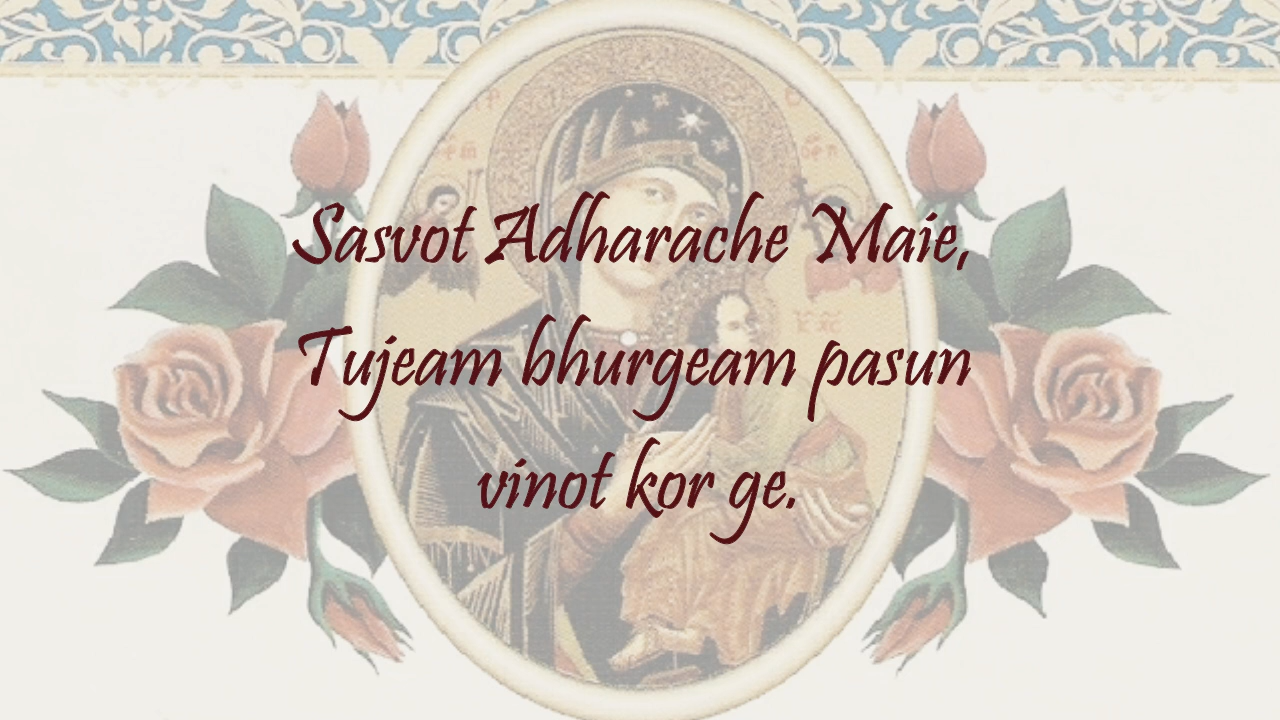 Sasvot Adharache Maie,
Tujeam bhurgeam pasun
vinot kor ge.